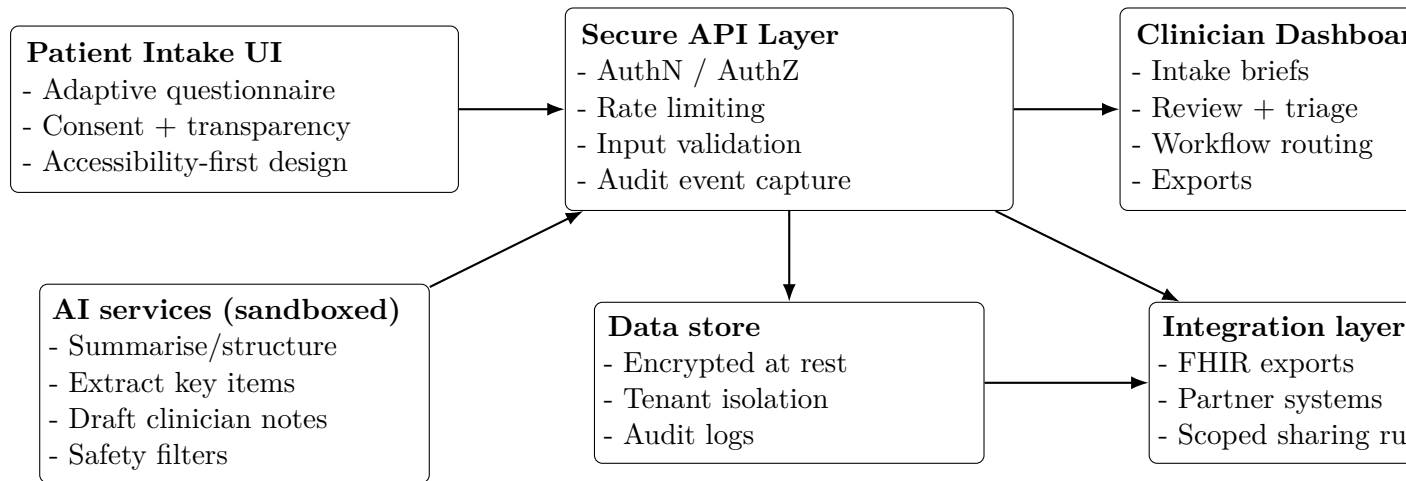 Patient Intake UI
- Adaptive questionnaire
- Consent + transparency
- Accessibility-first design
Secure API Layer
- AuthN / AuthZ
- Rate limiting
- Input validation
- Audit event capture
Clinician Dashboar
- Intake briefs
- Review + triage
- Workflow routing
- Exports
AI services (sandboxed)
- Summarise/structure
- Extract key items
- Draft clinician notes
- Safety filters
Data store
- Encrypted at rest
- Tenant isolation
- Audit logs
Integration layer
- FHIR exports
- Partner systems
- Scoped sharing ru